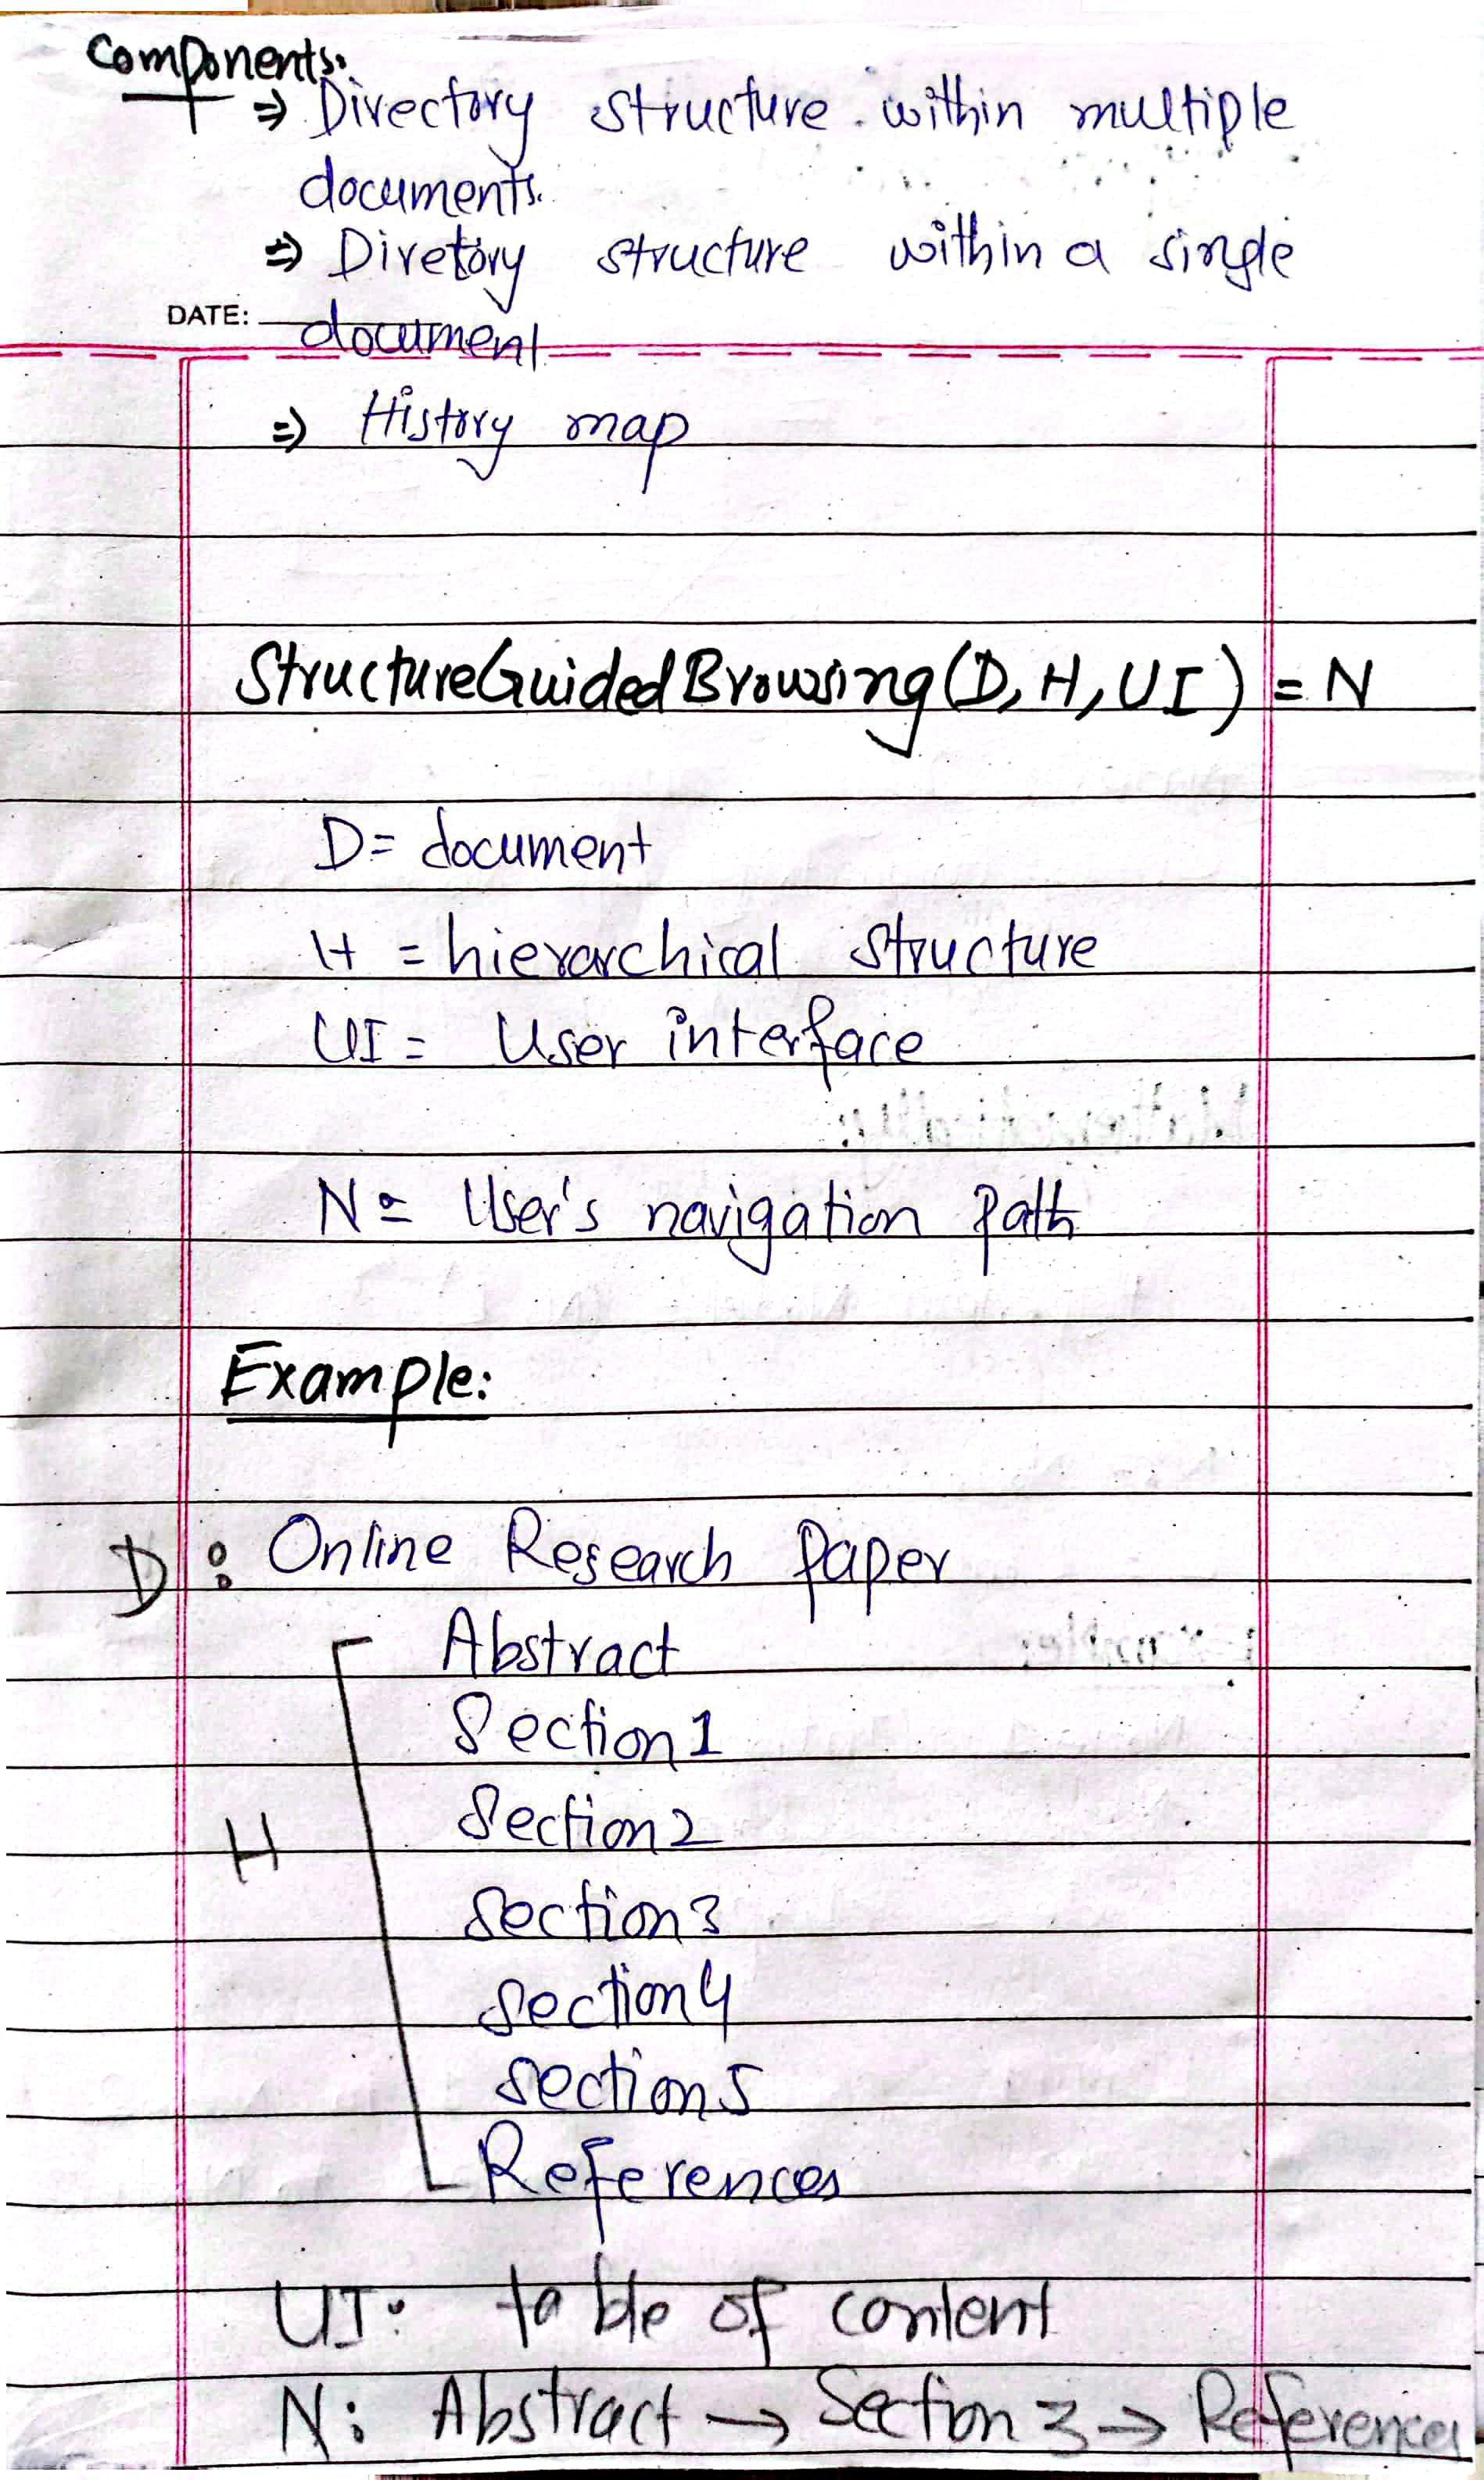 Components:
⇒ Directory structure within multiple
documents.
⇒ Diretory structure within a single
DATE: document
⇒ History map
StructureGuidedBrowsing(D, H, UI) = N
D= document
H = hierarchical structure
UI = User interface
N = User's navigation path
Example:
D: Online Research Paper
Abstract
Section 1
Section 2
H
Section 3
Section 4
Section 5
References
UI: table of content
N: Abstract → Section 3 → References